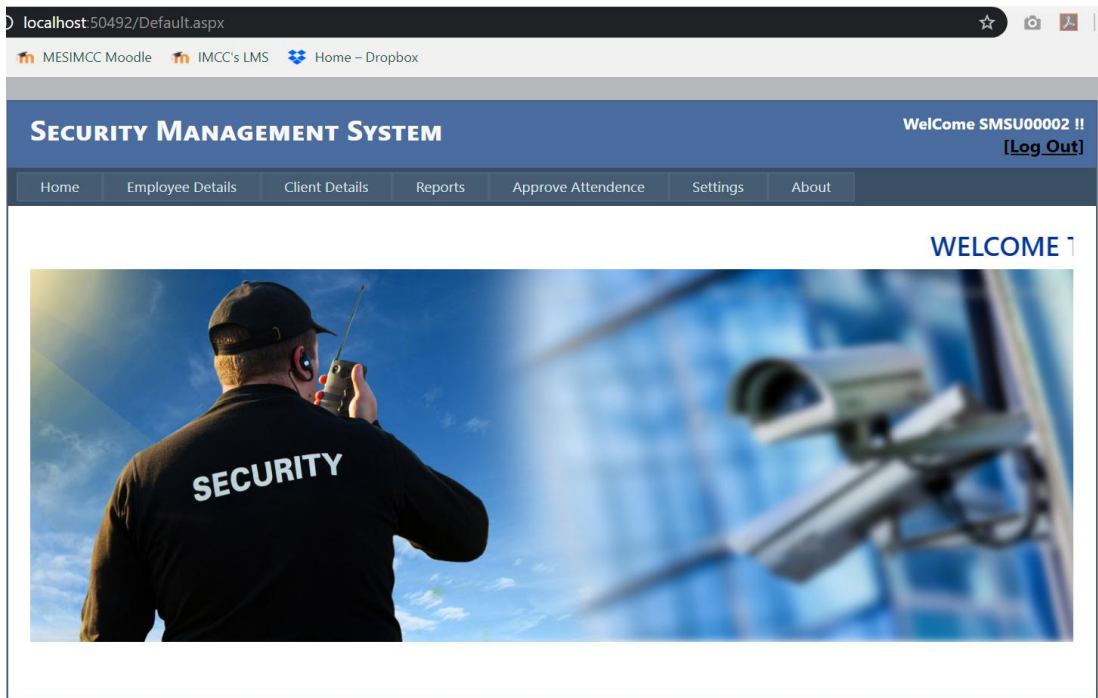 localhost:50492/Default.aspx
MESIMCC Moodle IMCC's LMS Home – Dropbox
SECURITY MANAGEMENT SYSTEM
WelCome SMSU00002 !!
[Log Out]
Home Employee Details Client Details Reports Approve Attendence Settings About
WELCOME
SECURITY